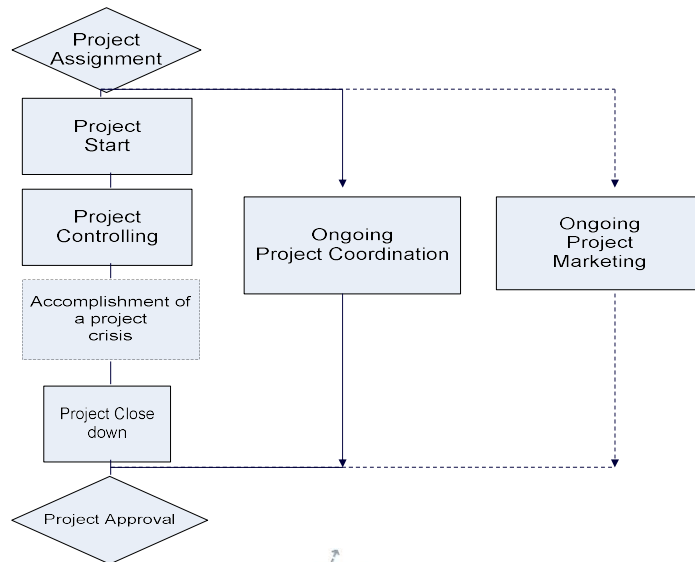 Project
Assignment
Project
Start
Project
Controlling
Accomplishment of
a project
crisis
Project Close
down
Project Approval
Ongoing
Project Coordination
Ongoing
Project
Marketing